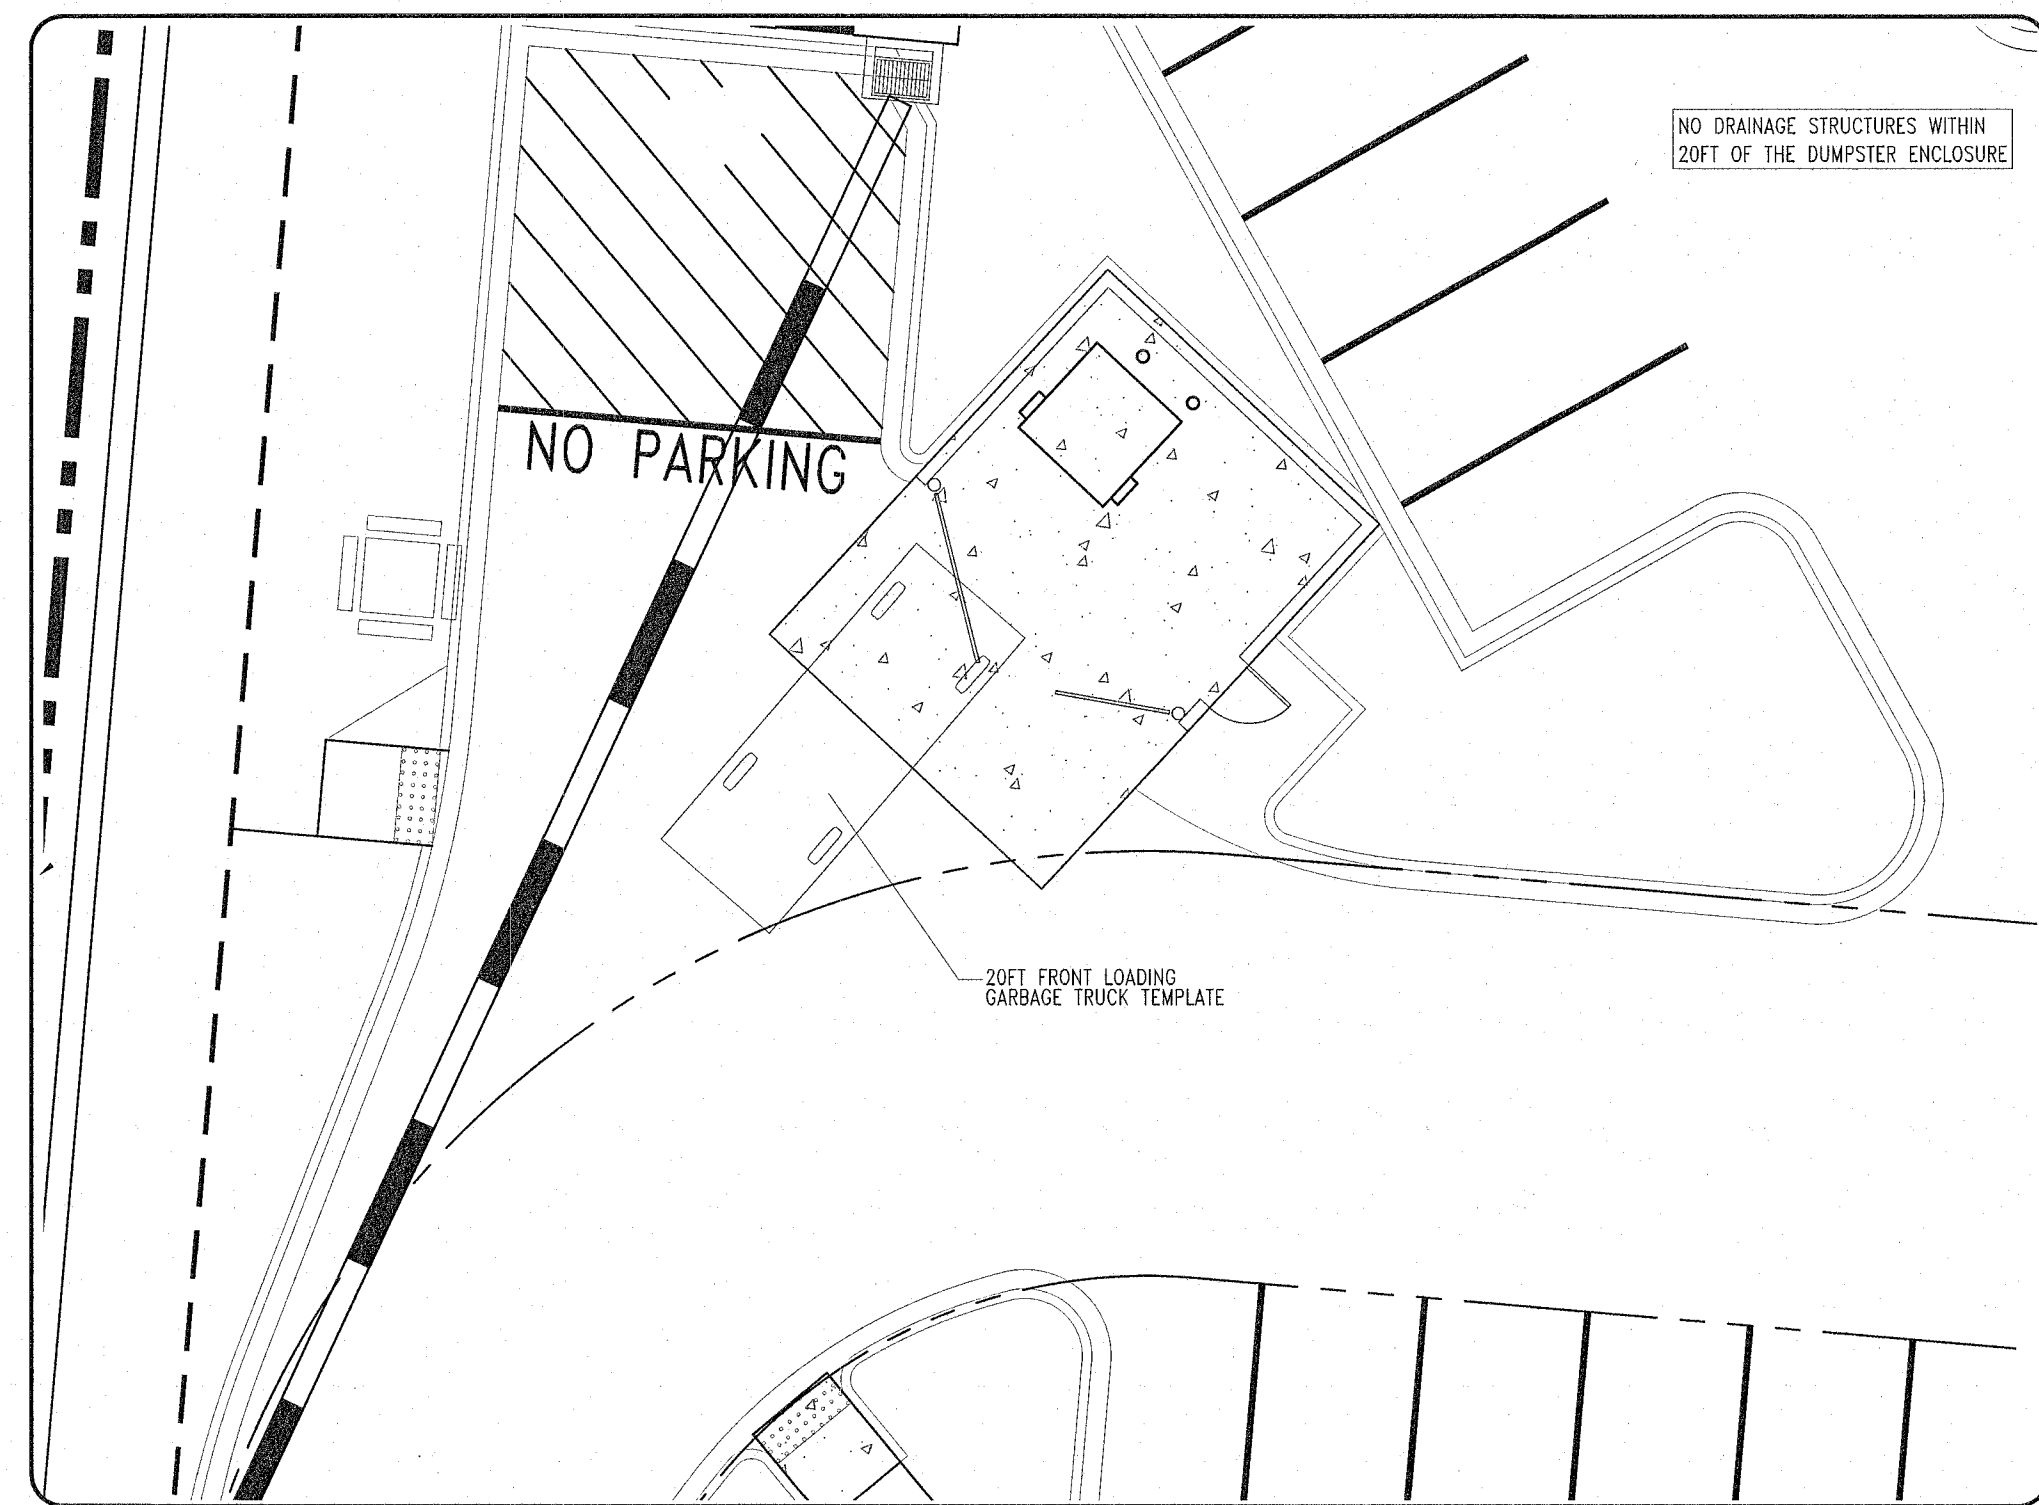 NO DRAINAGE STRUCTURES WITHIN
20FT OF THE DUMPSTER ENCLOSURE
NO PARKING
20FT FRONT LOADING
GARBAGE TRUCK TEMPLATE